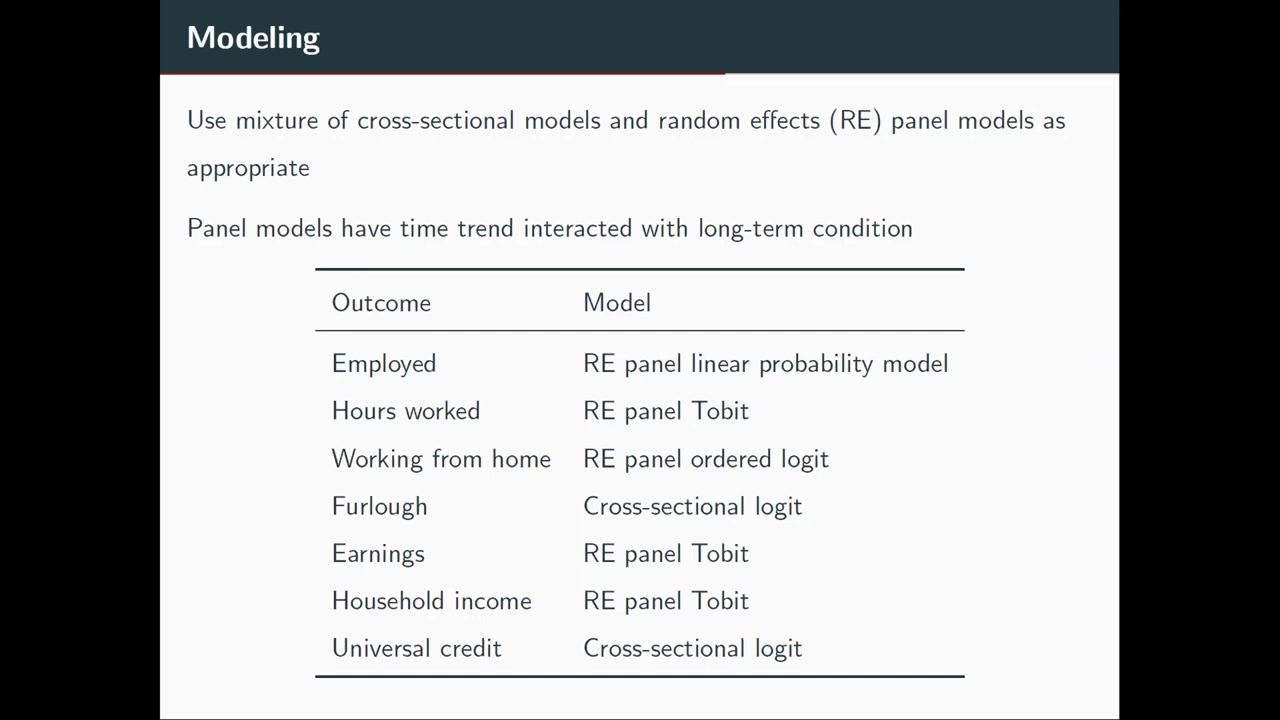 Modeling
Use mixture of cross-sectional models and random effects (RE) panel models as
appropriate
Panel models have time trend interacted with long-term condition
Outcome Model
Employed RE panel linear probability model
Hours worked RE panel Tobit
Working from home RE panel ordered logit
Furlough Cross-sectional logit
Earnings RE panel Tobit
Household income RE panel Tobit
Universal credit Cross-sectional logit